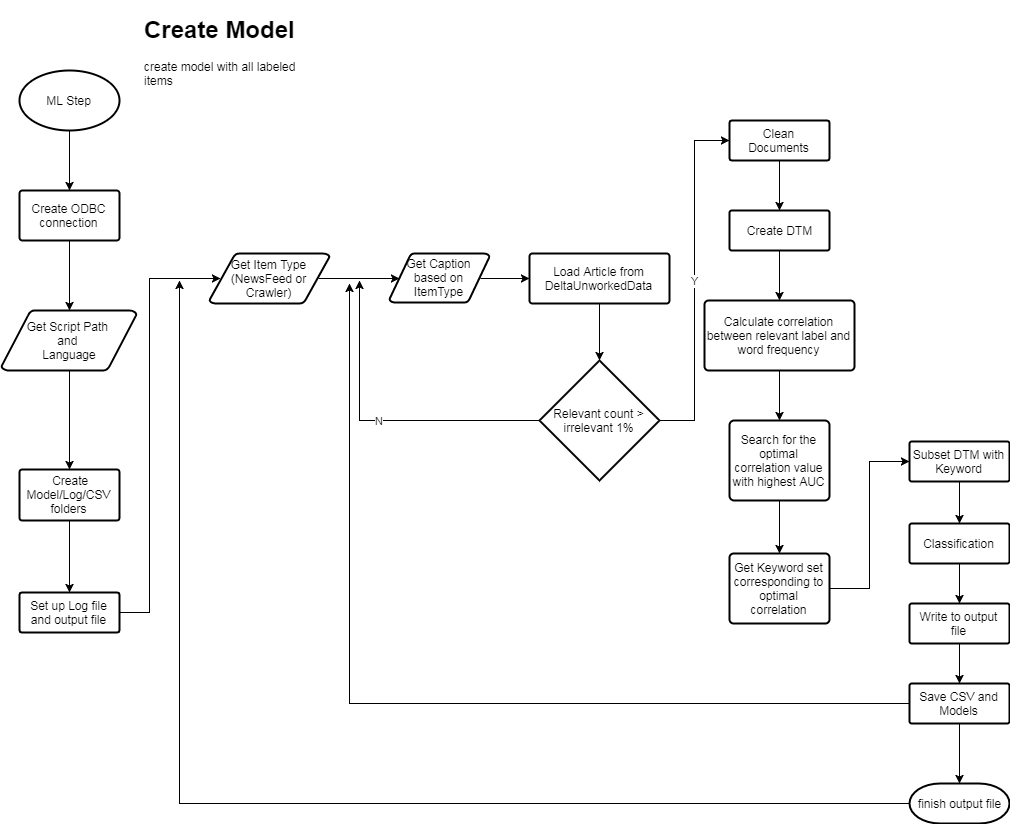 Create Model
create model with all labeled
items
ML Step
Create ODBC
connection
Get Script Path
and
Language
Create
Model/Log/CSV
folders
Set up Log file
and output file
Get Item Type
(NewsFeed or
Crawler)
Get Caption
based on
ItemType
Load Article from
DeltaUnworkedData
Relevant count >
irrelevant 1%
N
Y
Clean
Documents
Create DTM
Calculate correlation
between relevant label and
word frequency
Search for the
optimal
correlation value
with highest AUC
Get Keyword set
corresponding to
optimal
correlation
Subset DTM with
Keyword
Classification
Write to output
file
Save CSV and
Models
finish output file